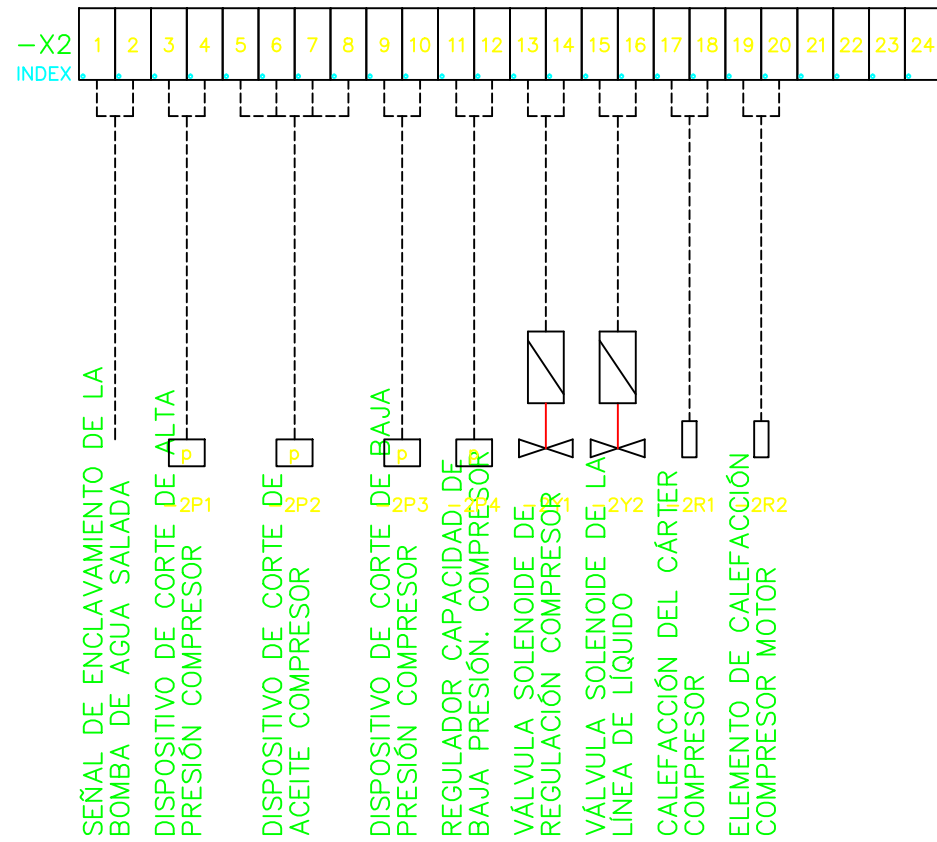 -X2 1 2 3 4 5 6 7 8 9 10 11 12 13 14 15 16 17 18 19 20 21 22 23 24
INDEX
P P P P
-2P1 -2P2 -2P3 -2P4 -2Y1 -2Y2 -2R1 -2R2
SEÑAL DE ENCLAVAMIENTO DE LA
BOMBA DE AGUA SALADA
DISPOSITIVO DE CORTE DE ALTA
PRESIÓN COMPRESOR
DISPOSITIVO DE CORTE DE
ACEITE COMPRESOR
DISPOSITIVO DE CORTE DE BAJA
PRESIÓN COMPRESOR
REGULADOR CAPACIDAD DE
BAJA PRESIÓN. COMPRESOR
VÁLVULA SOLENOIDE DE
REGULACIÓN COMPRESOR
VÁLVULA SOLENOIDE DE LA
LÍNEA DE LÍQUIDO
CALEFACCIÓN DEL CÁRTER
COMPRESOR
ELEMENTO DE CALEFACCIÓN
COMPRESOR MOTOR